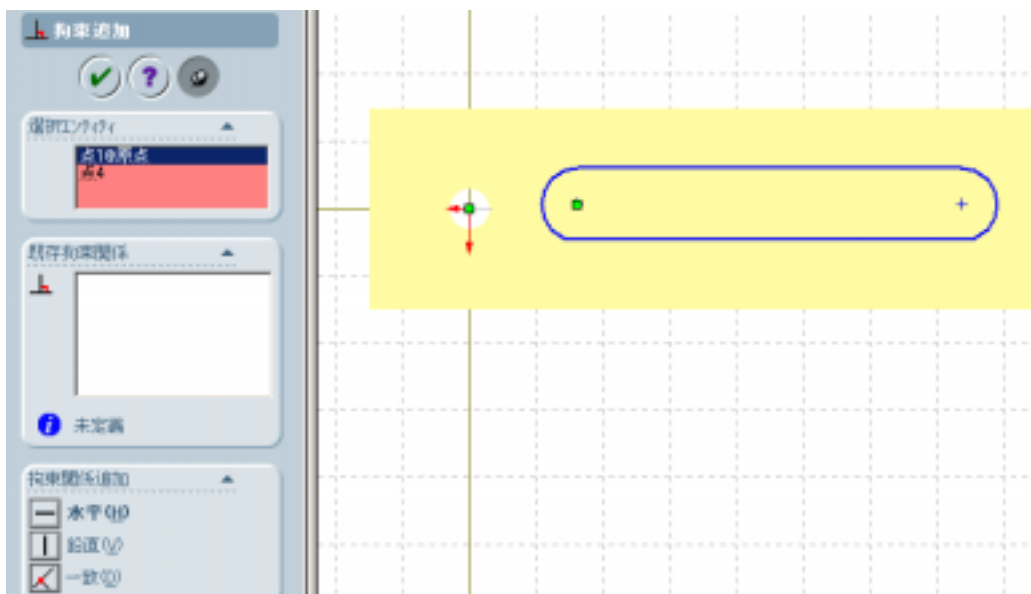 拘束追加
選択エンティティ
点1@原点
点4
既存拘束関係
未定義
拘束関係追加
水平(H)
鉛直(V)
一致(D)